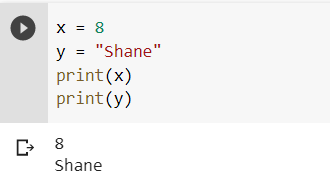 x = 8
y = "Shane"
print(x)
print(y)
8
Shane